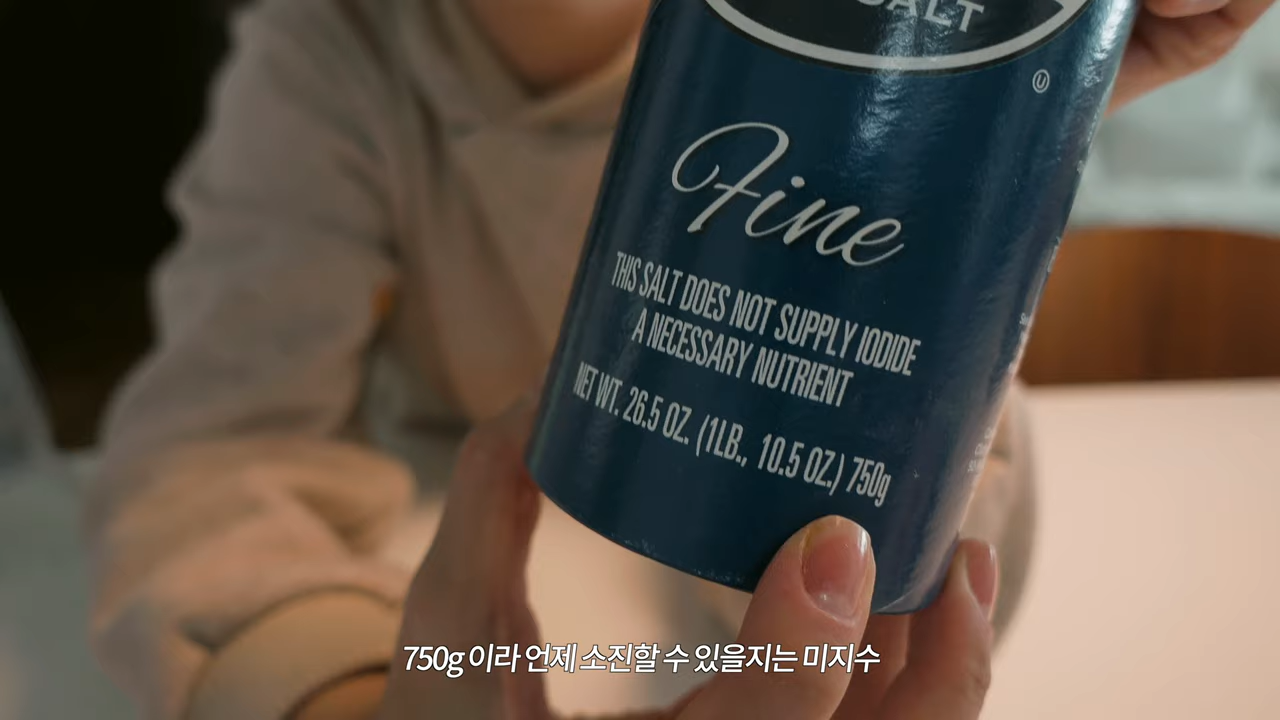 SALT
Ⓤ
Fine
THIS SALT DOES NOT SUPPLY IODIDE
A NECESSARY NUTRIENT
NET WT. 26.5 OZ. (1LB., 10.5 OZ.) 750g
750g 이라 언제 소진할 수 있을지는 미지수